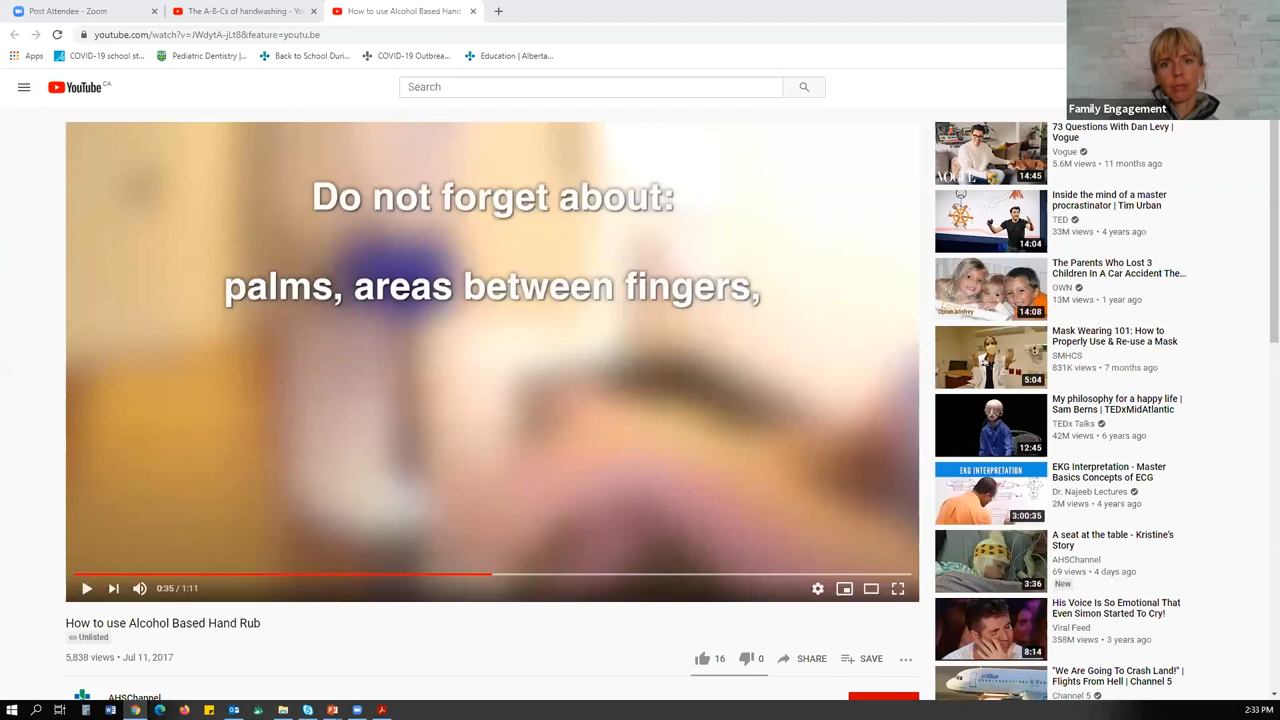 Post Attendee - Zoom
The A-B-Cs of handwashing - Yo
How to use Alcohol Based Hand
youtube.com/watch?v=JWdytA-jLt8&feature=youtu.be
Apps
COVID-19 school st...
Pediatric Dentistry |...
Back to School Duri...
COVID-19 Outbrea...
Education | Alberta...
Family Engagement
YouTube CA
Search
Do not forget about:
palms, areas between fingers,
0:35 / 1:11
How to use Alcohol Based Hand Rub
Unlisted
5,838 views • Jul 11, 2017
16
0
SHARE
SAVE
AHSChannel
VOGUE
14:45
73 Questions With Dan Levy |
Vogue
Vogue
5.6M views • 11 months ago
14:04
Inside the mind of a master
procrastinator | Tim Urban
TED
33M views • 4 years ago
14:08
The Parents Who Lost 3
Children In A Car Accident The...
OWN
13M views • 1 year ago
5:04
Mask Wearing 101: How to
Properly Use & Re-use a Mask
SMHCS
831K views • 7 months ago
12:45
My philosophy for a happy life |
Sam Berns | TEDxMidAtlantic
TEDx Talks
42M views • 6 years ago
EKG INTERPRETATION
3:00:35
EKG Interpretation - Master
Basics Concepts of ECG
Dr. Najeeb Lectures
2M views • 4 years ago
3:36
A seat at the table - Kristine's
Story
AHSChannel
69 views • 4 days ago
New
8:14
His Voice Is So Emotional That
Even Simon Started To Cry!
Viral Feed
358M views • 3 years ago
jetBlue
"We Are Going To Crash Land!" |
Flights From Hell | Channel 5
Channel 5
2:33 PM